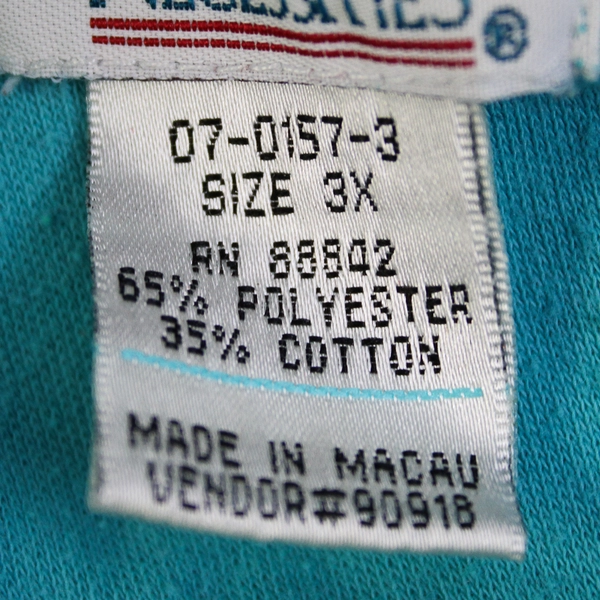 ®
07-0157-3
SIZE 3X
RN 88842
65% POLYESTER
35% COTTON
MADE IN MACAU
VENDOR#90918